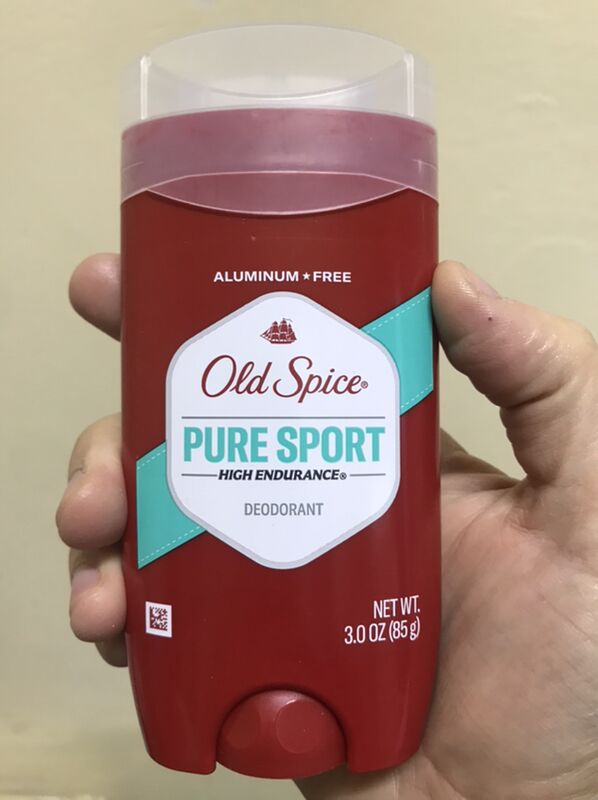 ALUMINUM ★ FREE
Old Spice®
PURE SPORT
HIGH ENDURANCE®
DEODORANT
NET WT.
3.0 OZ (85 g)